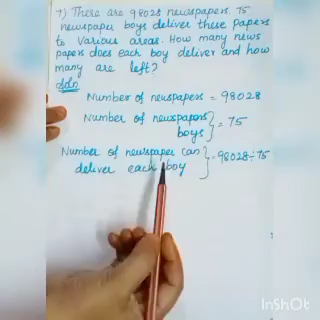 7) There are 98028 newspapers. 75
newspaper boys deliver these papers
to various areas. How many news
papers does each boy deliver and how
many are left?
Soln
Number of newspapers = 98028
Number of newspapers boys } = 75
Number of newspaper can deliver each boy } = 98028 ÷ 75
InShot